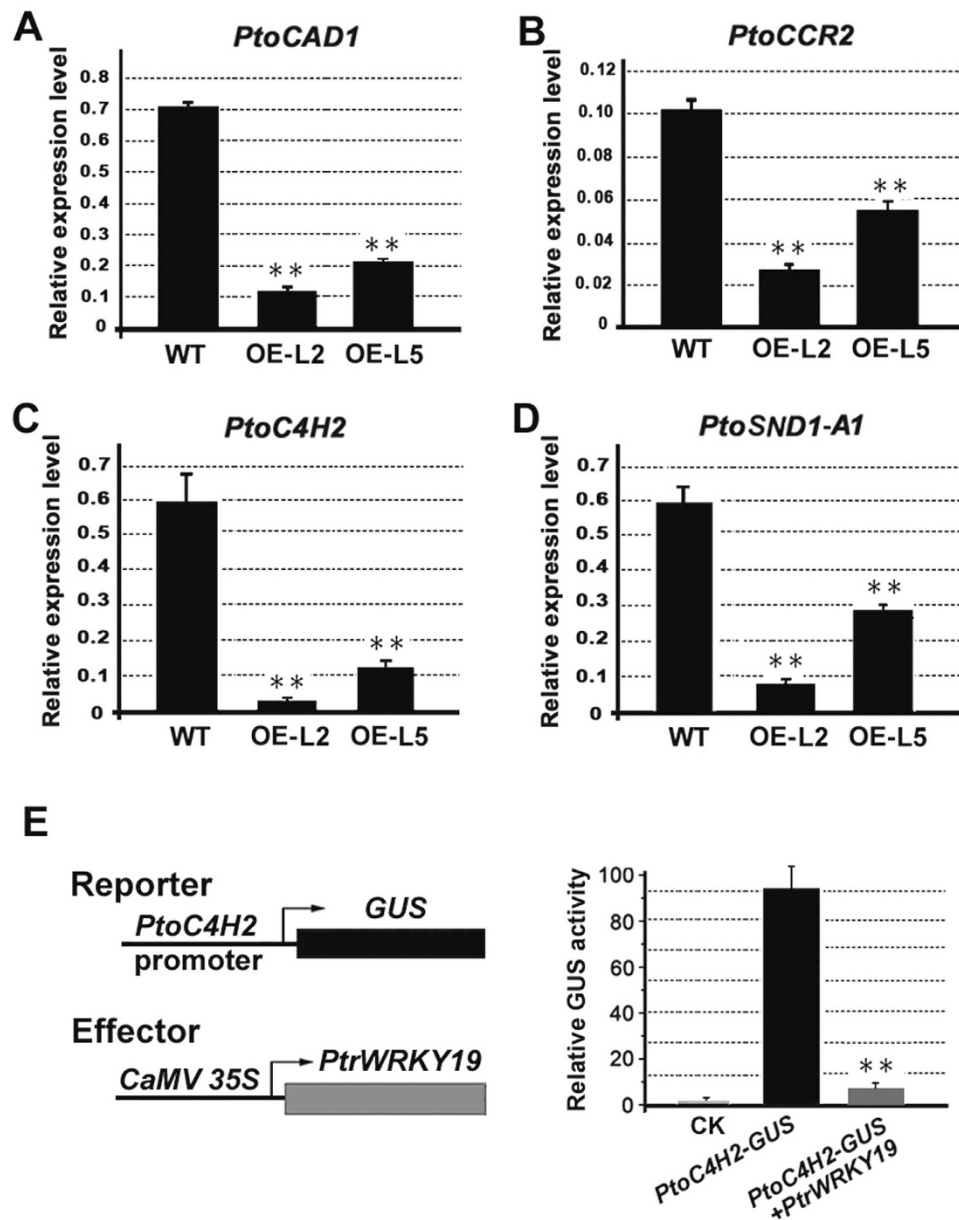 A
PtoCAD1
Relative expression level
0.8
0.7
0.6
0.5
0.4
0.3
0.2
0.1
0
**
**
WT OE-L2 OE-L5
B
PtoCCR2
Relative expression level
0.12
0.10
0.08
0.06
0.04
0.02
0
**
**
WT OE-L2 OE-L5
C
PtoC4H2
Relative expression level
0.7
0.6
0.5
0.4
0.3
0.2
0.1
0
**
**
WT OE-L2 OE-L5
D
PtoSND1-A1
Relative expression level
0.7
0.6
0.5
0.4
0.3
0.2
0.1
0
**
**
WT OE-L2 OE-L5
E
Reporter
PtoC4H2 GUS
promoter
Effector
CaMV 35S PtrWRKY19
Relative GUS activity
100
80
60
40
20
0
**
CK
PtoC4H2-GUS
PtoC4H2-GUS
+PtrWRKY19